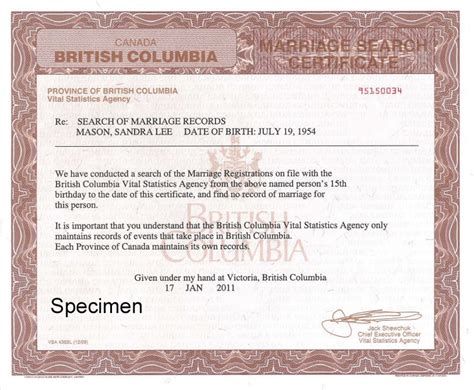 CANADA
BRITISH COLUMBIA
MARRIAGE SEARCH
CERTIFICATE
PROVINCE OF BRITISH COLUMBIA
Vital Statistics Agency
95150034
Re: SEARCH OF MARRIAGE RECORDS
MASON, SANDRA LEE DATE OF BIRTH: JULY 19, 1954
We have conducted a search of the Marriage Registrations on file with the
British Columbia Vital Statistics Agency from the above named person's 15th
birthday to the date of this certificate, and find no record of marriage for
this person.
BRITISH
COLUMBIA
It is important that you understand that the British Columbia Vital Statistics Agency only
maintains records of events that take place in British Columbia.
Each Province of Canada maintains its own records.
Given under my hand at Victoria, British Columbia
17 JAN 2011
Specimen
Jack Shewchuk
Chief Executive Officer
Vital Statistics Agency